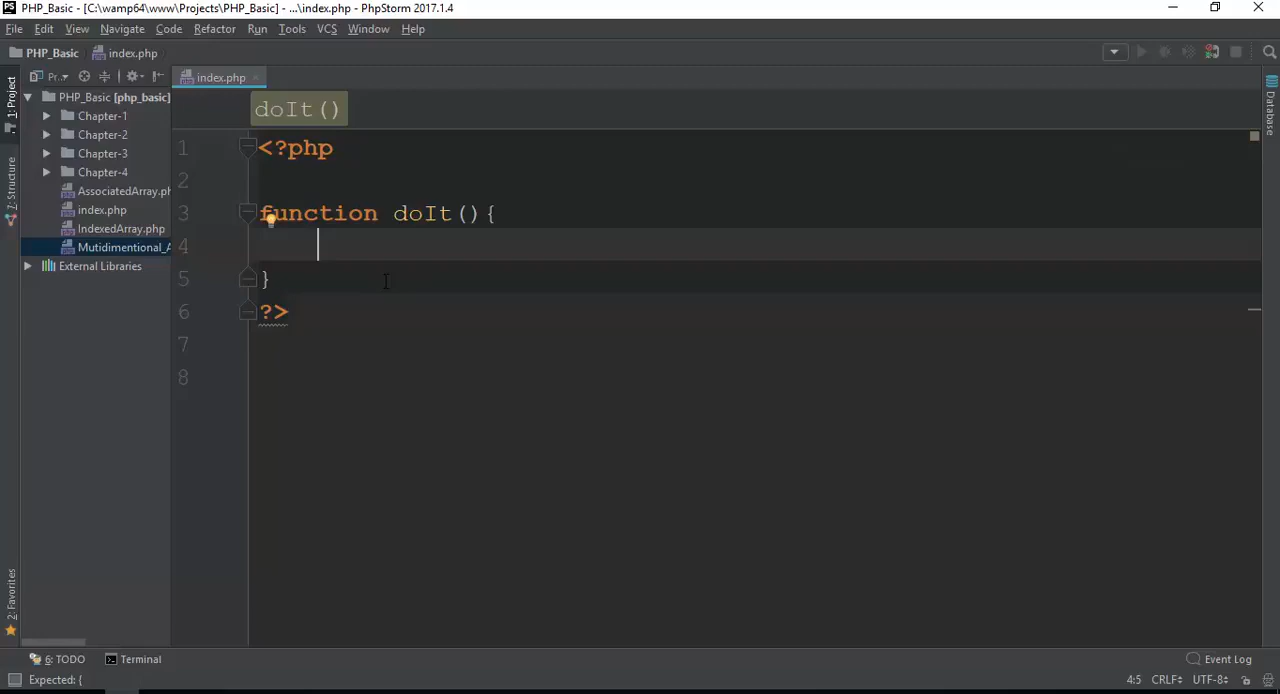 PS PHP_Basic - [C:\wamp64\www\Projects\PHP_Basic] - ...\index.php - PhpStorm 2017.1.4
File Edit View Navigate Code Refactor Run Tools VCS Window Help
PHP_Basic index.php
1: Project
Pr..
index.php
doIt()
PHP_Basic [php_basic]
Chapter-1
Chapter-2
Chapter-3
Chapter-4
AssociatedArray.ph
index.php
IndexedArray.php
Mutidimentional_A
External Libraries
7: Structure
2: Favorites
Database
1 <?php
2
3 function doIt(){
4
5 }
6 ?>
7
8
6: TODO Terminal Event Log
Expected: { 4:5 CRLF UTF-8